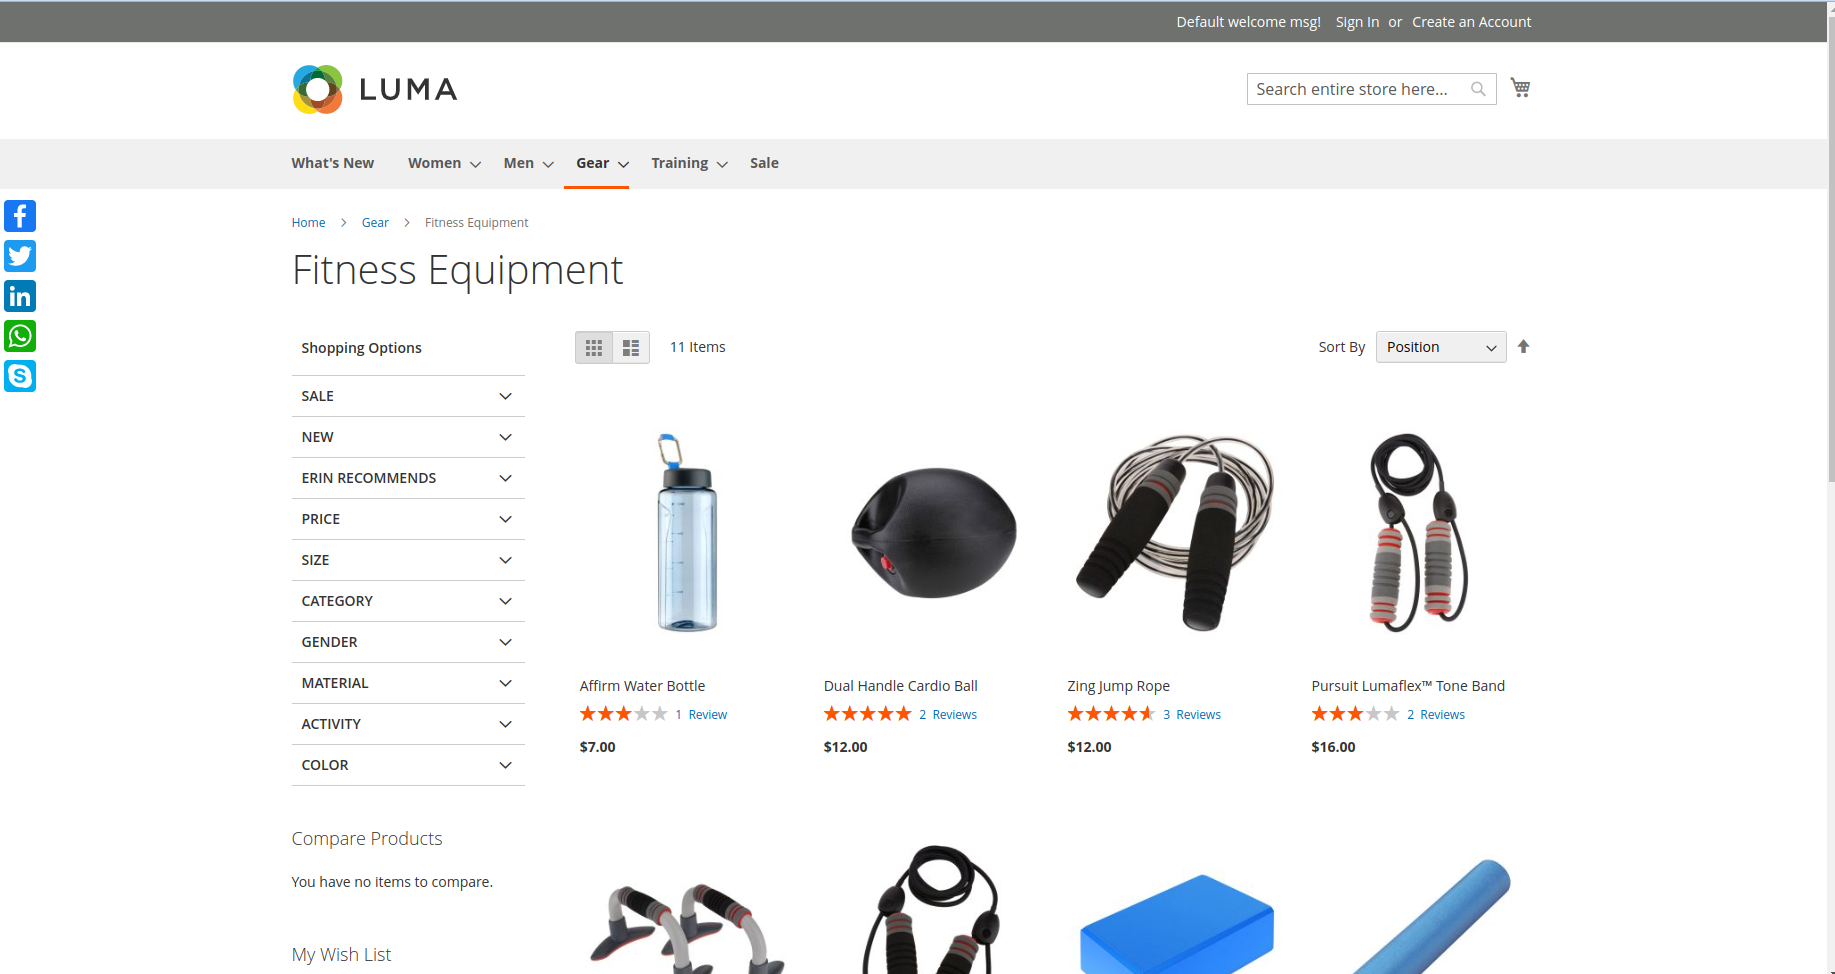 Default welcome msg! Sign In or Create an Account
LUMA
Search entire store here...
What's New Women Men Gear Training Sale
Home > Gear > Fitness Equipment
Fitness Equipment
Shopping Options
11 Items
Sort By Position
SALE
NEW
ERIN RECOMMENDS
PRICE
SIZE
CATEGORY
GENDER
MATERIAL
ACTIVITY
COLOR
Affirm Water Bottle
1 Review
$7.00
Dual Handle Cardio Ball
2 Reviews
$12.00
Zing Jump Rope
3 Reviews
$12.00
Pursuit Lumaflex™ Tone Band
2 Reviews
$16.00
Compare Products
You have no items to compare.
My Wish List